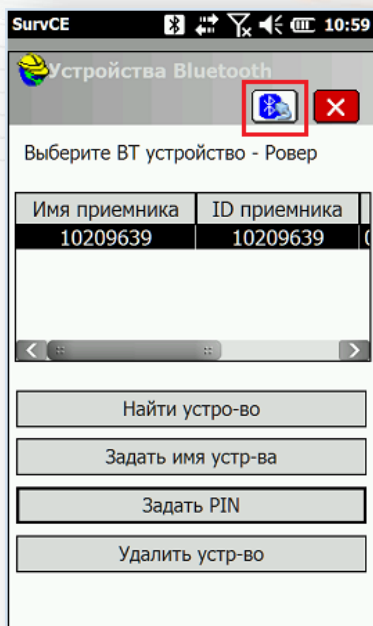 SurvCE 10:59
Устройства Bluetooth
Выберите BT устройство - Ровер
Имя приемника ID приемника
10209639 10209639
Найти устро-во
Задать имя устр-ва
Задать PIN
Удалить устр-во